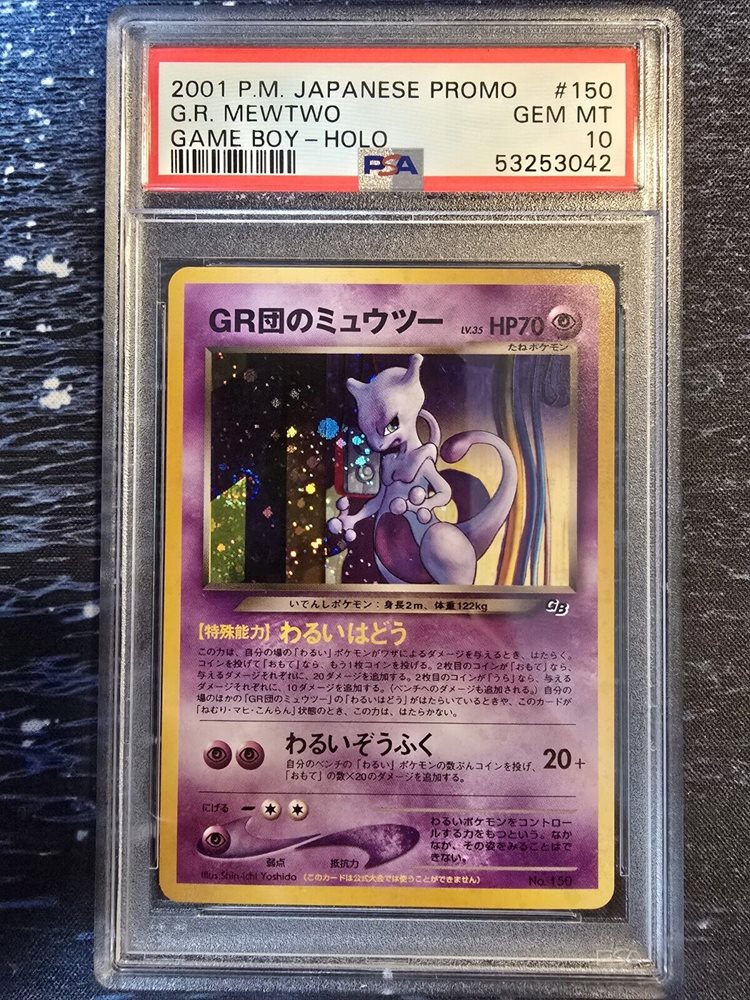 2001 P.M. JAPANESE PROMO #150
G.R. MEWTWO GEM MT
GAME BOY - HOLO 10
PSA 53253042
GR団のミュウツー LV.35 HP70
たねポケモン
いでんしポケモン：身長2m、体重122kg
GB
【特殊能力】わるいはどう
この力は、自分の場の「わるい」ポケモンがワザによるダメージを与えるとき、はたらく。
コインを投げて「おもて」なら、もう1枚コインを投げる。2枚目のコインが「おもて」なら、
与えるダメージそれぞれに、20ダメージを追加する。2枚目のコインが「うら」なら、与える
ダメージそれぞれに、10ダメージを追加する。（ベンチへのダメージも追加される。）自分の
場のほかの「GR団のミュウツー」の「わるいはどう」がはたらいているときや、このカードが
「ねむり・マヒ・こんらん」状態のとき、この力は、はたらかない。
わるいぞうふく 20+
自分のベンチの「わるい」ポケモンの数ぶんコインを投げ、
「おもて」の数×20のダメージを追加する。
にげる
弱点 抵抗力
わるいポケモンをコントロー
ルする力をもつという。なか
なか、その姿をみることはで
きない。
Illus.Shin-ichi Yoshida （このカードは公式大会では使うことができません） No.150